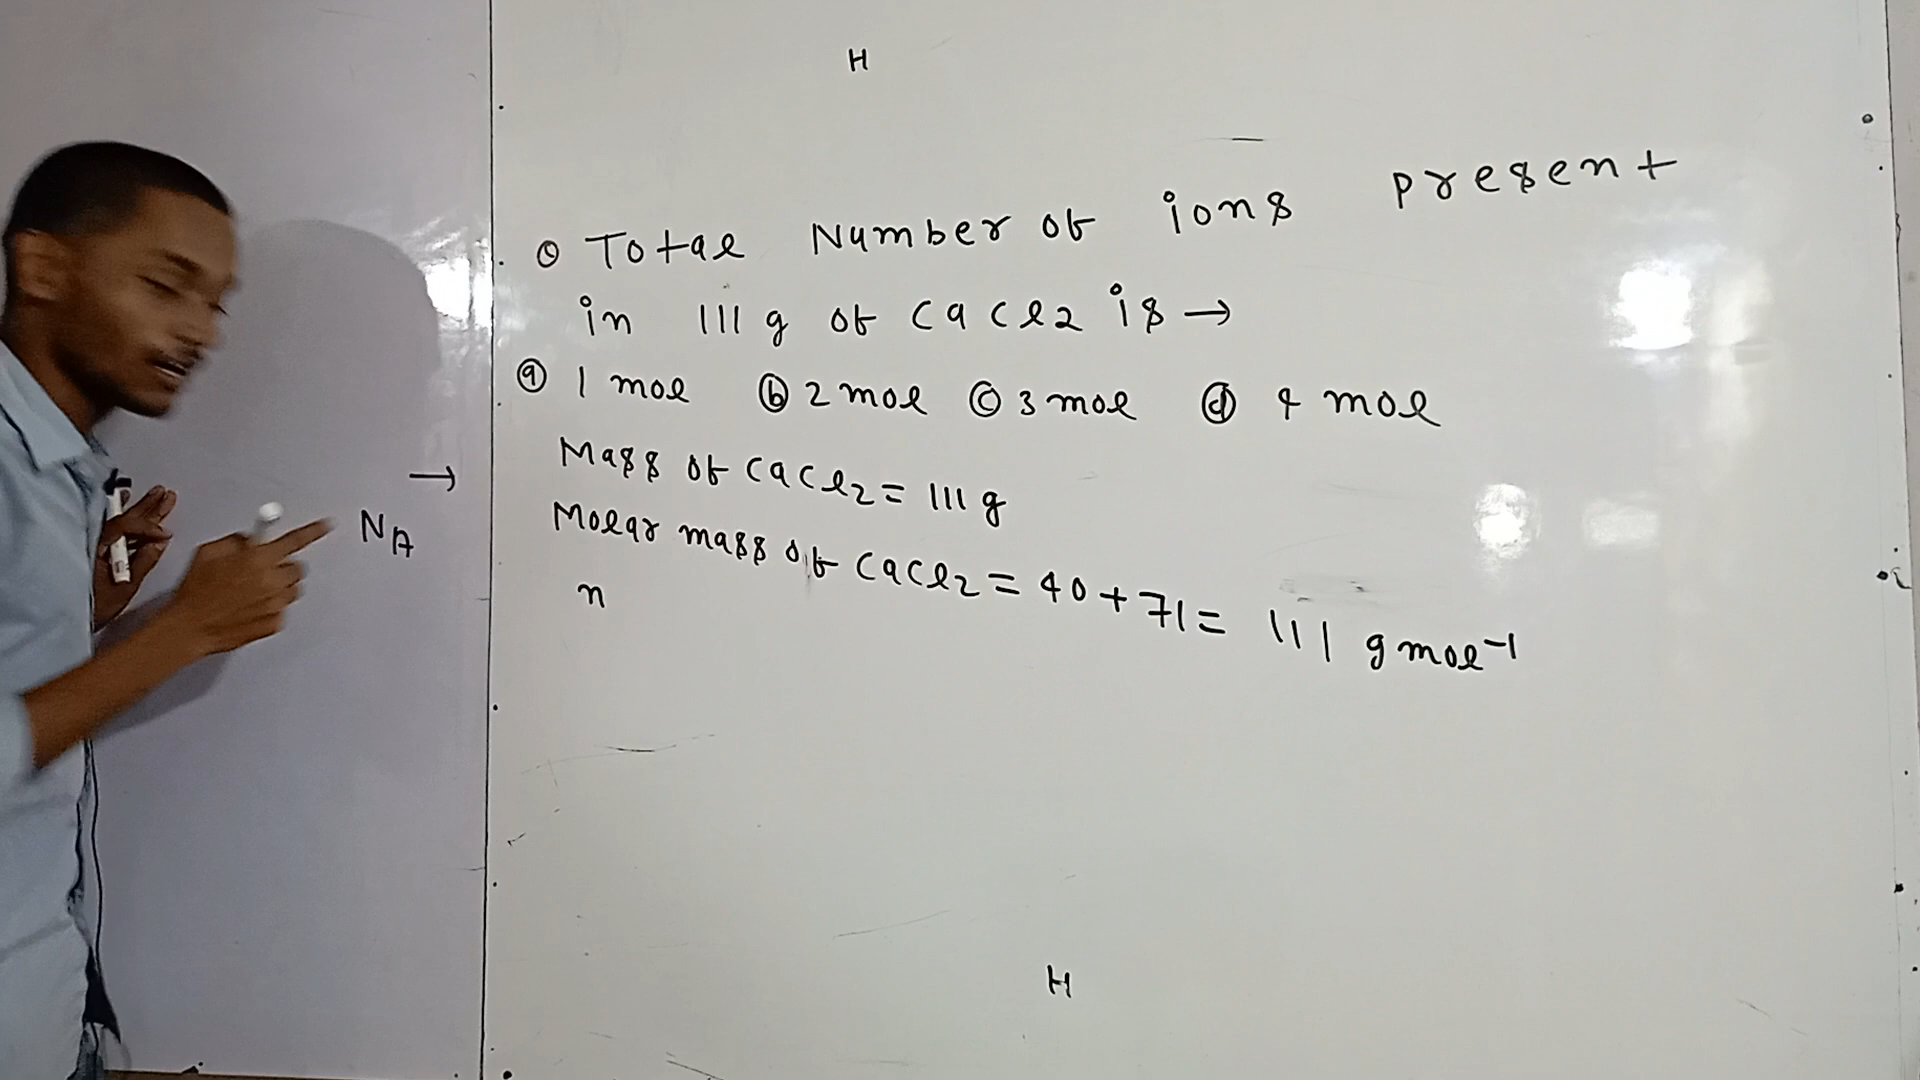 H
Total Number of ions present
in 111 g of CaCl2 is →
ⓐ 1 mol ⓑ 2 mol ⓒ 3 mol ⓓ 4 mol
→ Mass of CaCl2 = 111 g
NA
Molar mass of CaCl2 = 40 + 71 = 111 g mol⁻¹
n
H